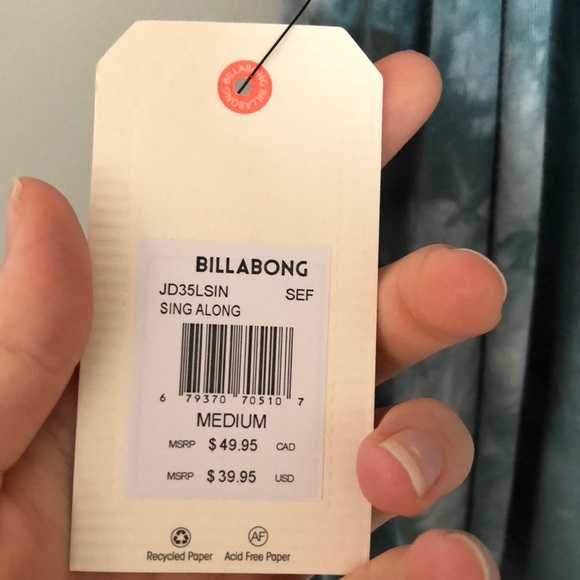 BILLABONG BILLABONG
BILLABONG
JD35LSIN SEF
SING ALONG
6 79370 70510 7
MEDIUM
MSRP $49.95 CAD
MSRP $39.95 USD
AF
Recycled Paper Acid Free Paper